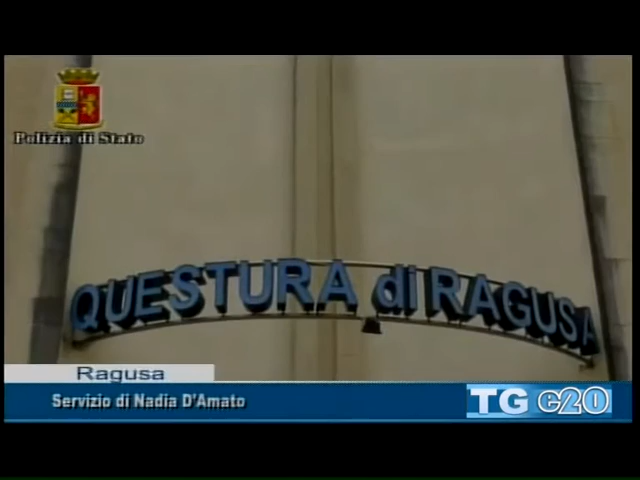 Polizia di Stato
QUESTURA di RAGUSA
Ragusa
Servizio di Nadia D'Amato
TG e20